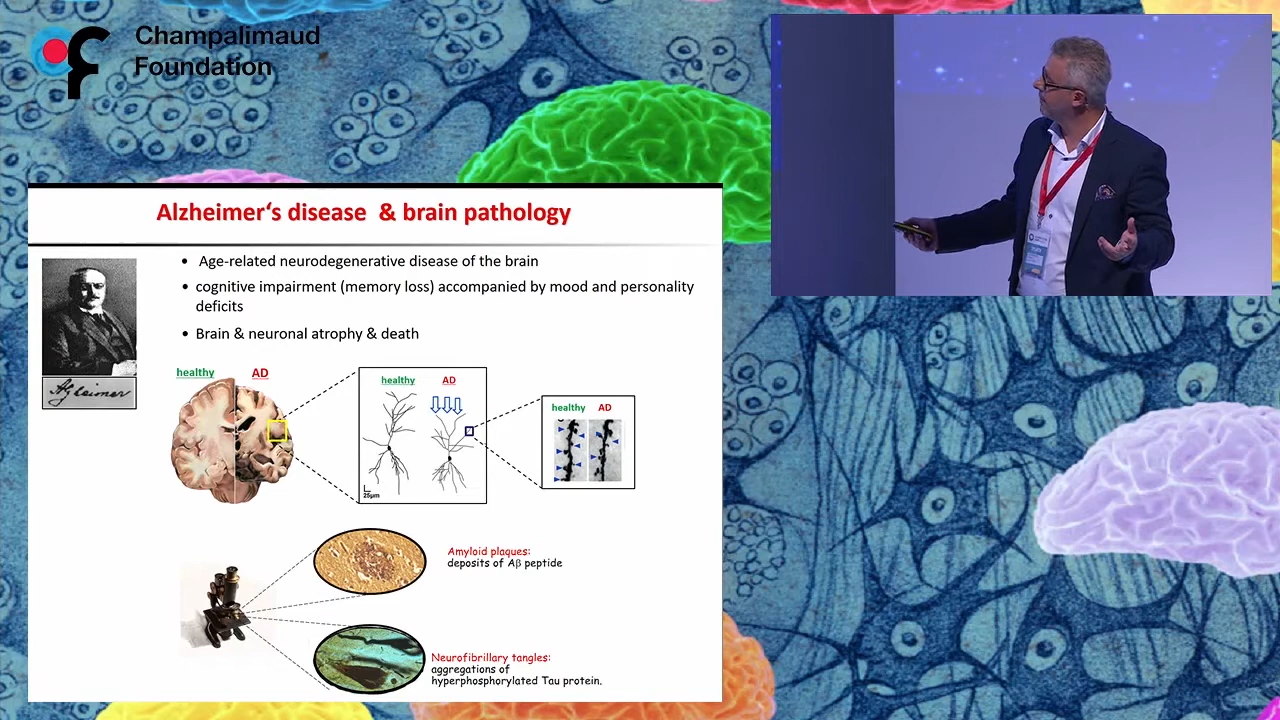 Champalimaud
Foundation
Alzheimer‘s disease & brain pathology
Age-related neurodegenerative disease of the brain
cognitive impairment (memory loss) accompanied by mood and personality
deficits
Brain & neuronal atrophy & death
Alzheimer
healthy AD
healthy AD
25µm
healthy AD
Amyloid plaques:
deposits of Aβ peptide
Neurofibrillary tangles:
aggregations of
hyperphosphorylated Tau protein.